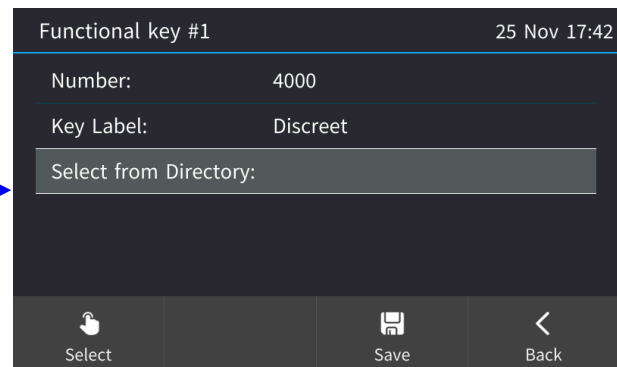 Functional key #1 25 Nov 17:42
Number: 4000
Key Label: Discreet
Select from Directory:
Select Save Back